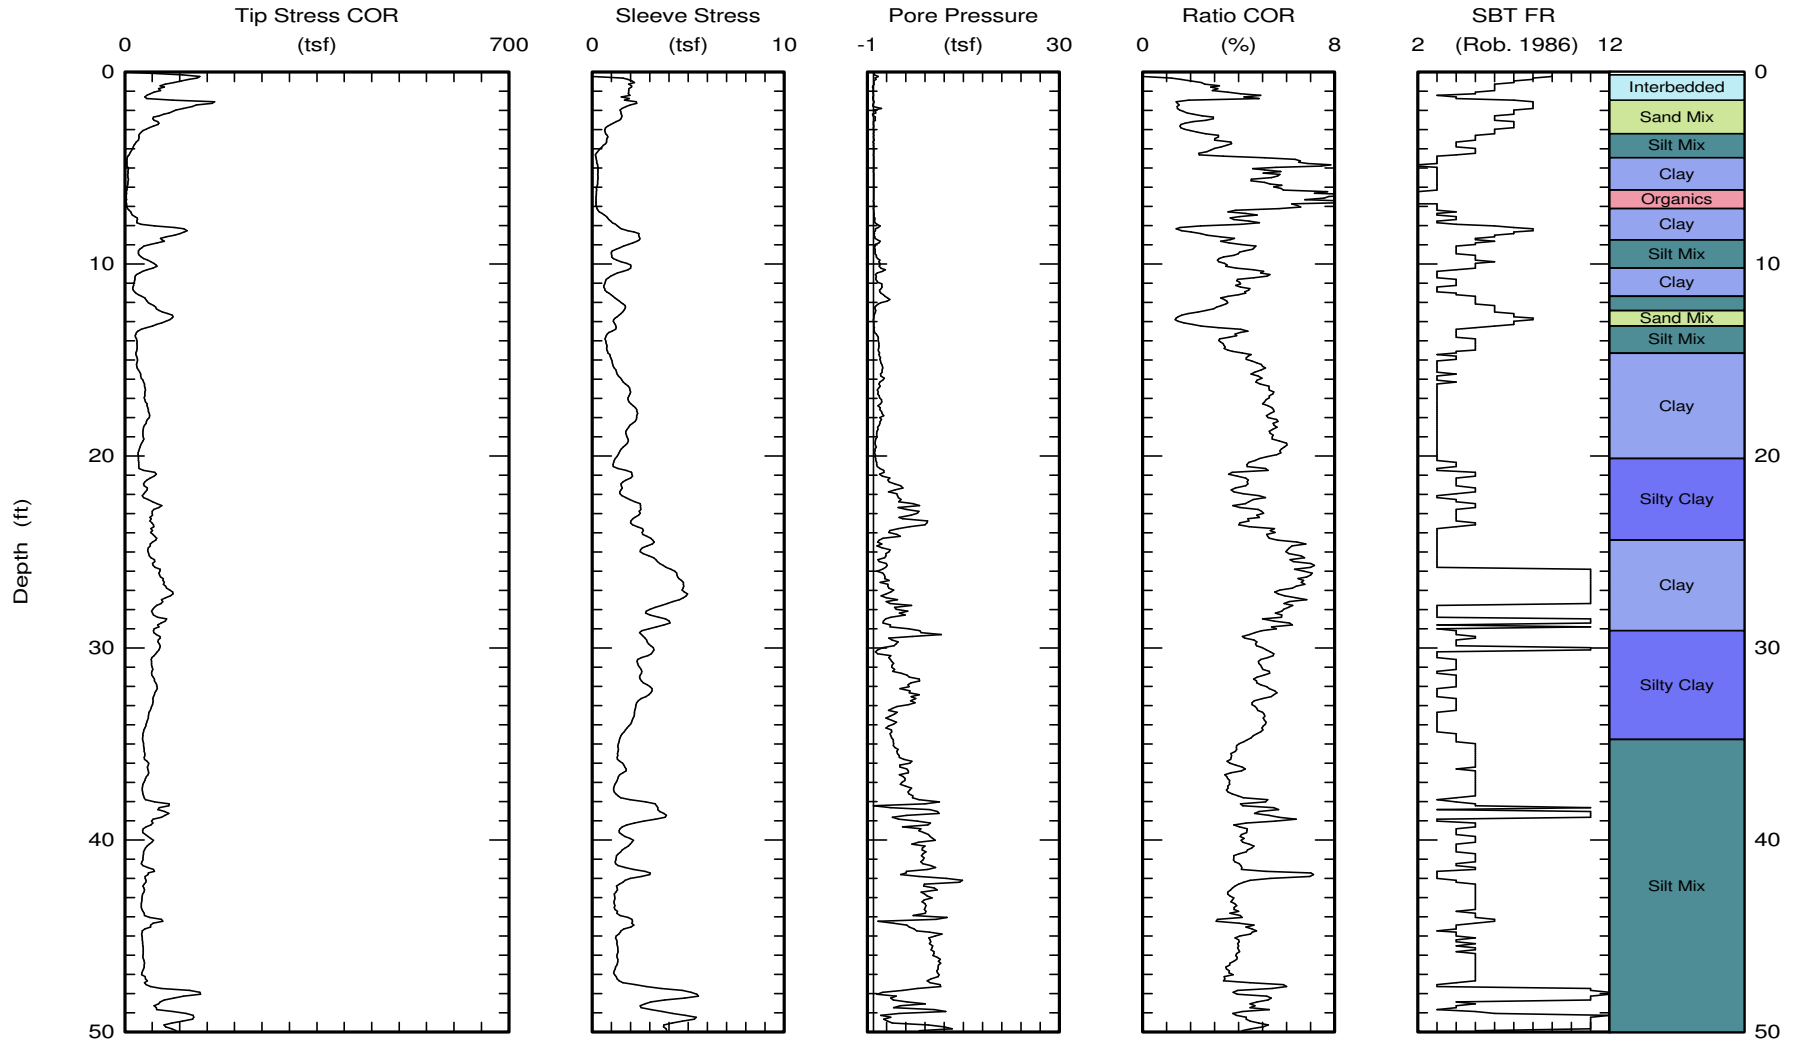 Tip Stress COR Sleeve Stress Pore Pressure Ratio COR SBT FR
0 (tsf) 700 0 (tsf) 10 -1 (tsf) 30 0 (%) 8 2 (Rob. 1986) 12
0 0
Interbedded
Sand Mix
Silt Mix
Clay
Organics
Clay
Silt Mix
10 10
Clay
Sand Mix
Silt Mix
Clay
20 20
Silty Clay
Depth (ft)
Clay
30 30
Silty Clay
40 40
Silt Mix
50 50